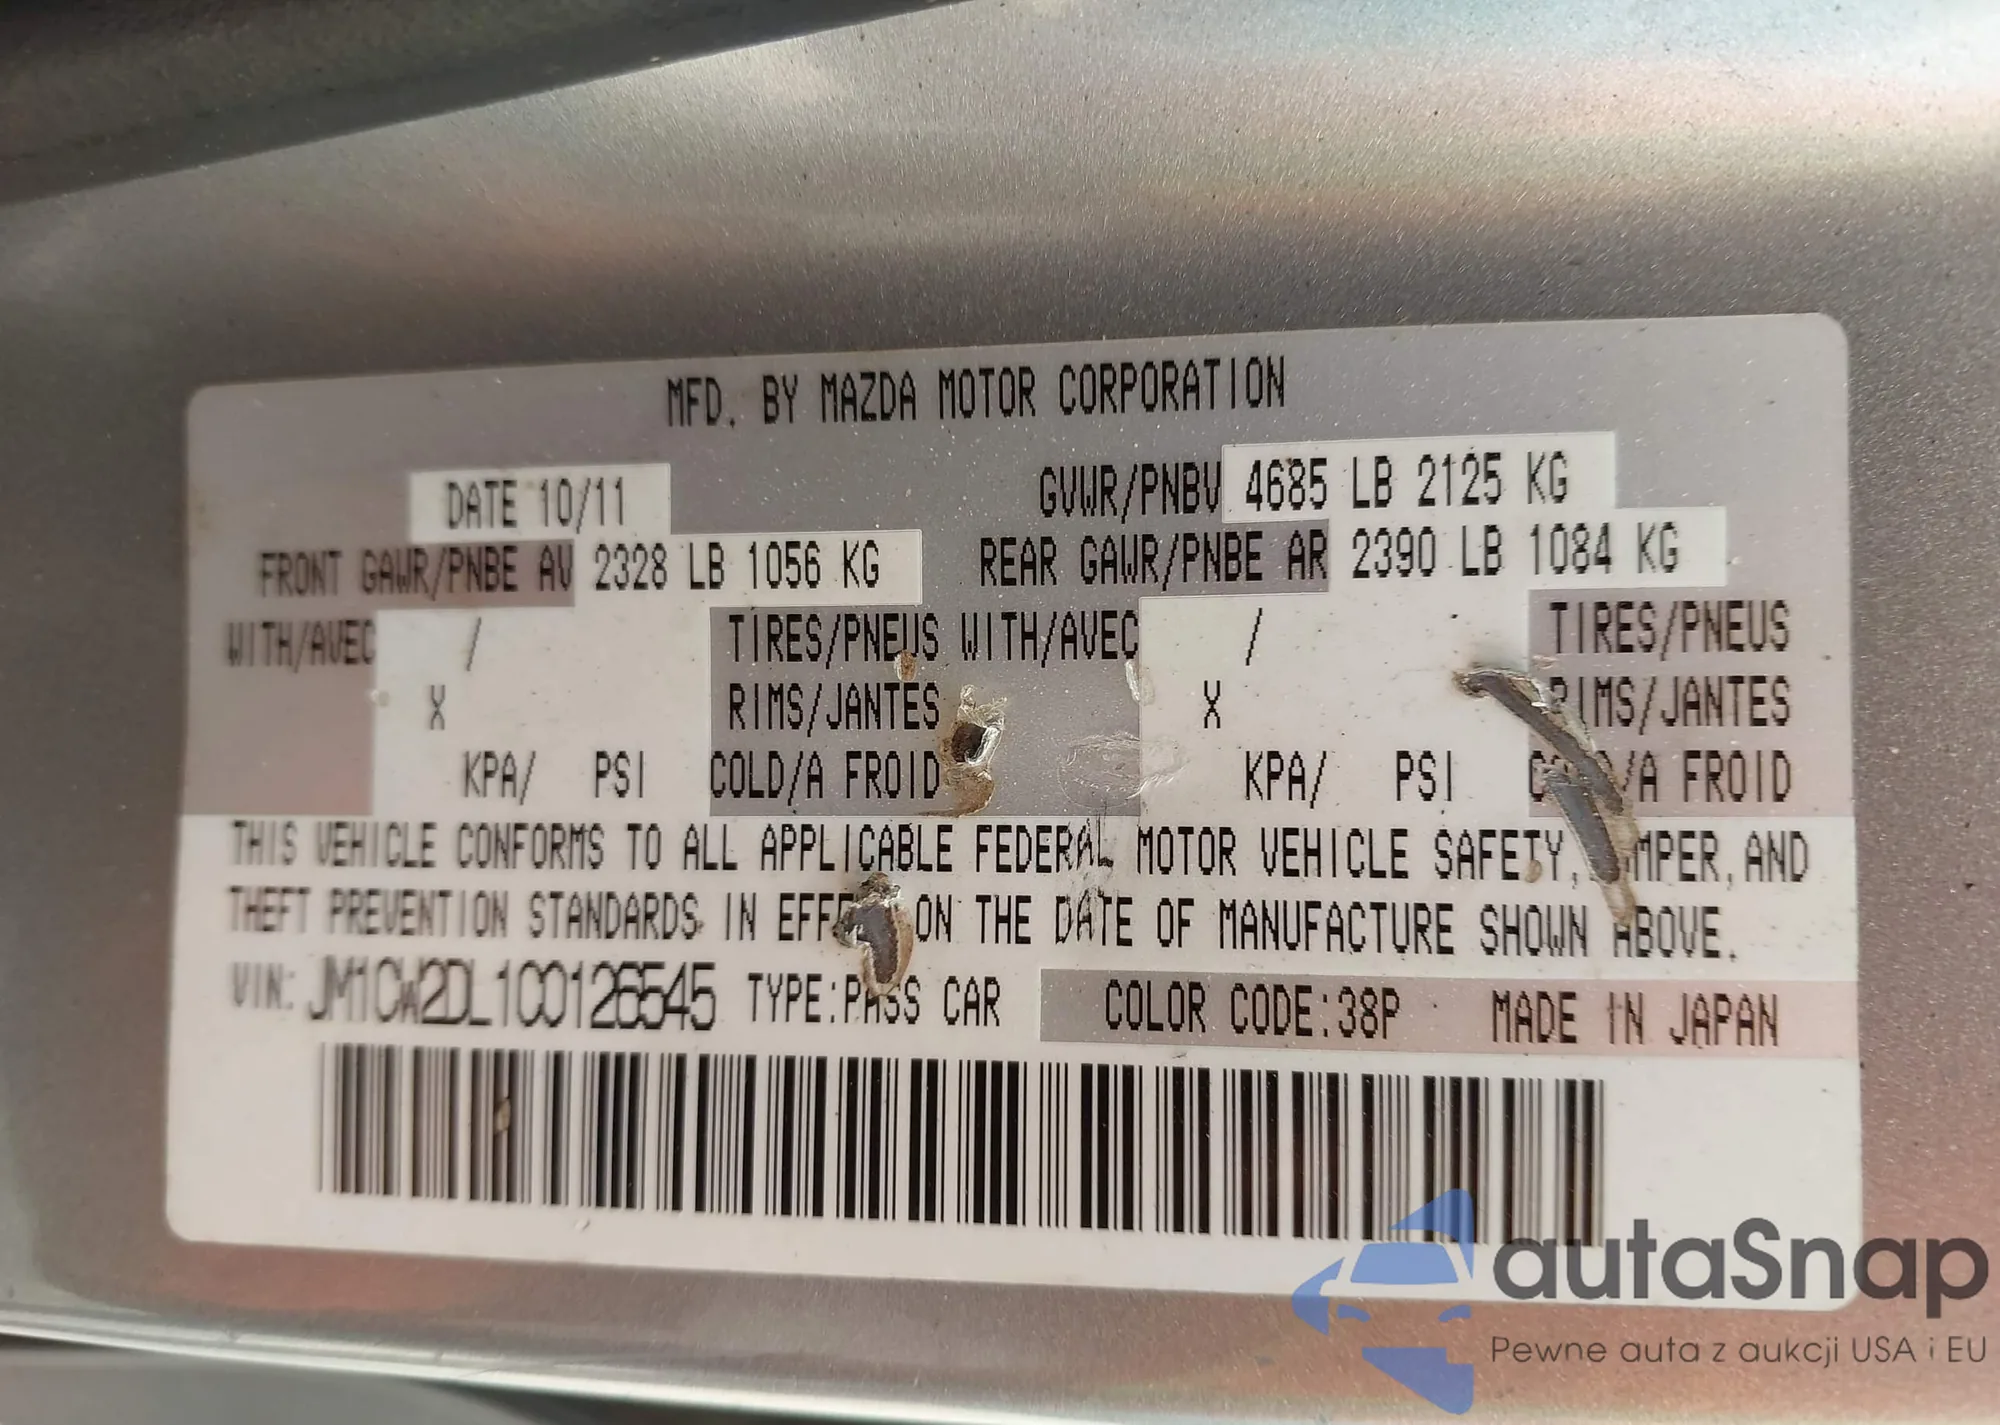 MFD. BY MAZDA MOTOR CORPORATION
DATE 10/11 GVWR/PNBV 4685 LB 2125 KG
FRONT GAWR/PNBE AV 2328 LB 1056 KG REAR GAWR/PNBE AR 2390 LB 1084 KG
WITH/AVEC / TIRES/PNEUS WITH/AVEC / TIRES/PNEUS
X RIMS/JANTES X RIMS/JANTES
KPA/ PSI COLD/A FROID KPA/ PSI COLD/A FROID
THIS VEHICLE CONFORMS TO ALL APPLICABLE FEDERAL MOTOR VEHICLE SAFETY, AND
THEFT PREVENTION STANDARDS IN EFFECT ON THE DATE OF MANUFACTURE SHOWN ABOVE.
VIN: JM1CW2DL1C0126545 TYPE:PASS CAR COLOR CODE:38P MADE IN JAPAN
autaSnap
Pewne auta z aukcji USA i EU